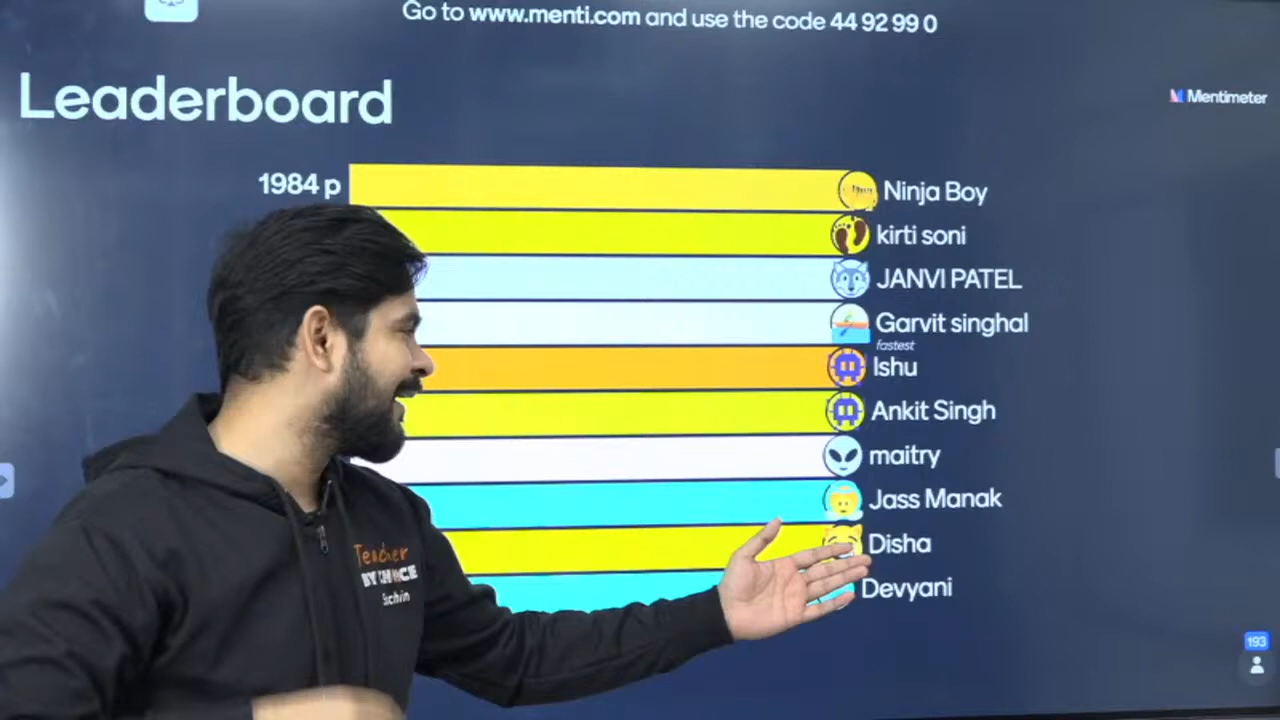 Go to www.menti.com and use the code 44 92 99 0
Leaderboard
Mentimeter
1984 p
Ninja Boy
kirti soni
JANVI PATEL
Garvit singhal
fastest
Ishu
Ankit Singh
maitry
Jass Manak
Disha
Devyani
Teacher
BY CHOICE
Sachin
193